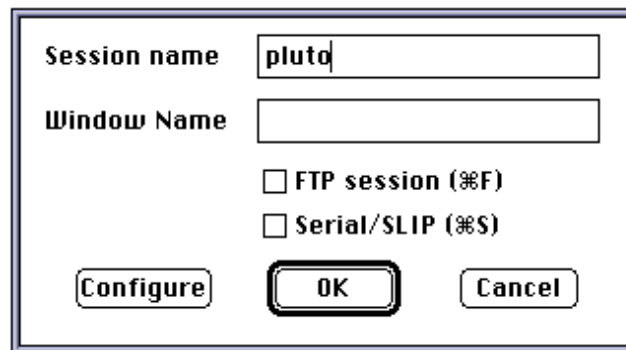 Session name pluto
Window Name
FTP session (⌘F)
Serial/SLIP (⌘S)
Configure OK Cancel